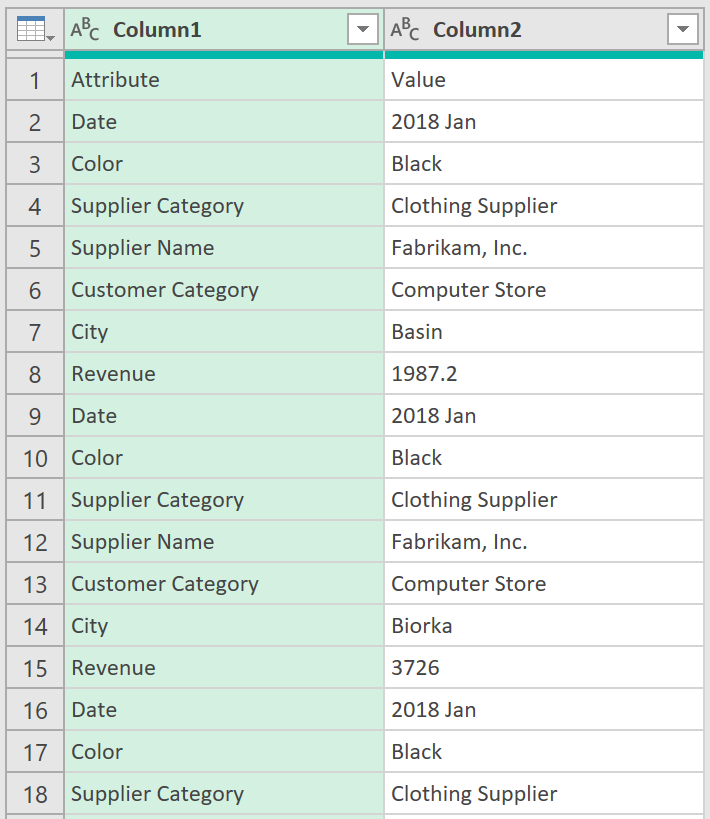 ABC Column1 ABC Column2
1 Attribute Value
2 Date 2018 Jan
3 Color Black
4 Supplier Category Clothing Supplier
5 Supplier Name Fabrikam, Inc.
6 Customer Category Computer Store
7 City Basin
8 Revenue 1987.2
9 Date 2018 Jan
10 Color Black
11 Supplier Category Clothing Supplier
12 Supplier Name Fabrikam, Inc.
13 Customer Category Computer Store
14 City Biorka
15 Revenue 3726
16 Date 2018 Jan
17 Color Black
18 Supplier Category Clothing Supplier